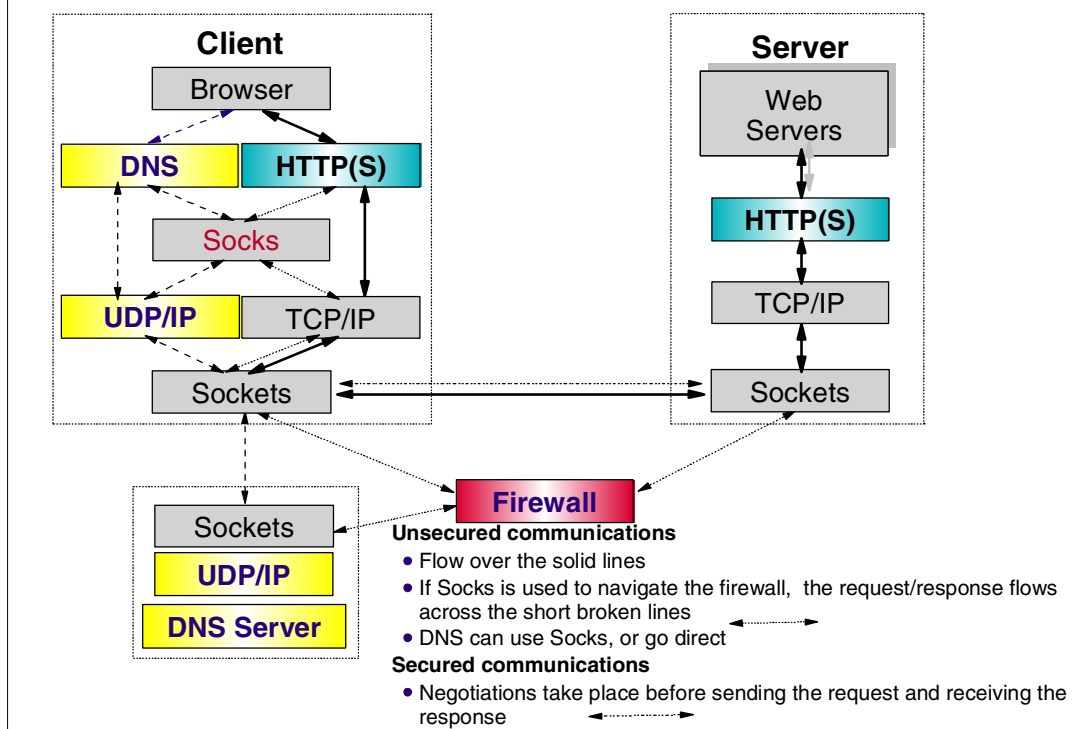 Client
Browser
DNS
HTTP(S)
Socks
UDP/IP
TCP/IP
Sockets
Server
Web
Servers
HTTP(S)
TCP/IP
Sockets
Sockets
UDP/IP
DNS Server
Firewall
Unsecured communications
• Flow over the solid lines
• If Socks is used to navigate the firewall, the request/response flows
across the short broken lines
• DNS can use Socks, or go direct
Secured communications
• Negotiations take place before sending the request and receiving the
response